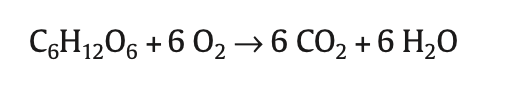 C₆H₁₂O₆ + 6 O₂ → 6 CO₂ + 6 H₂O